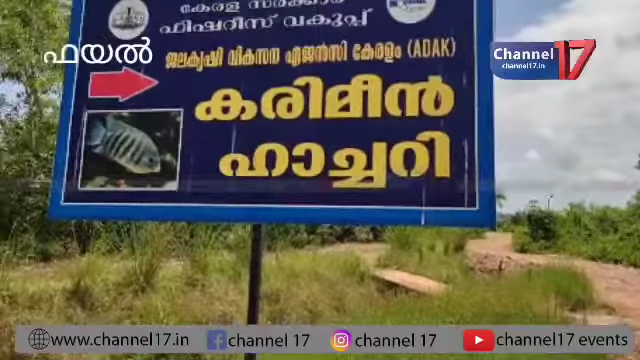 കേരള സർക്കാർ
ഫിഷറീസ് വകുപ്പ്
ഫയൽ
ജലകൃഷി വികസന ഏജൻസി കേരളം (ADAK)
Channel 17
channel17.in
കരിമീൻ
ഹാച്ചറി
www.channel17.in channel 17 channel 17 channel17 events